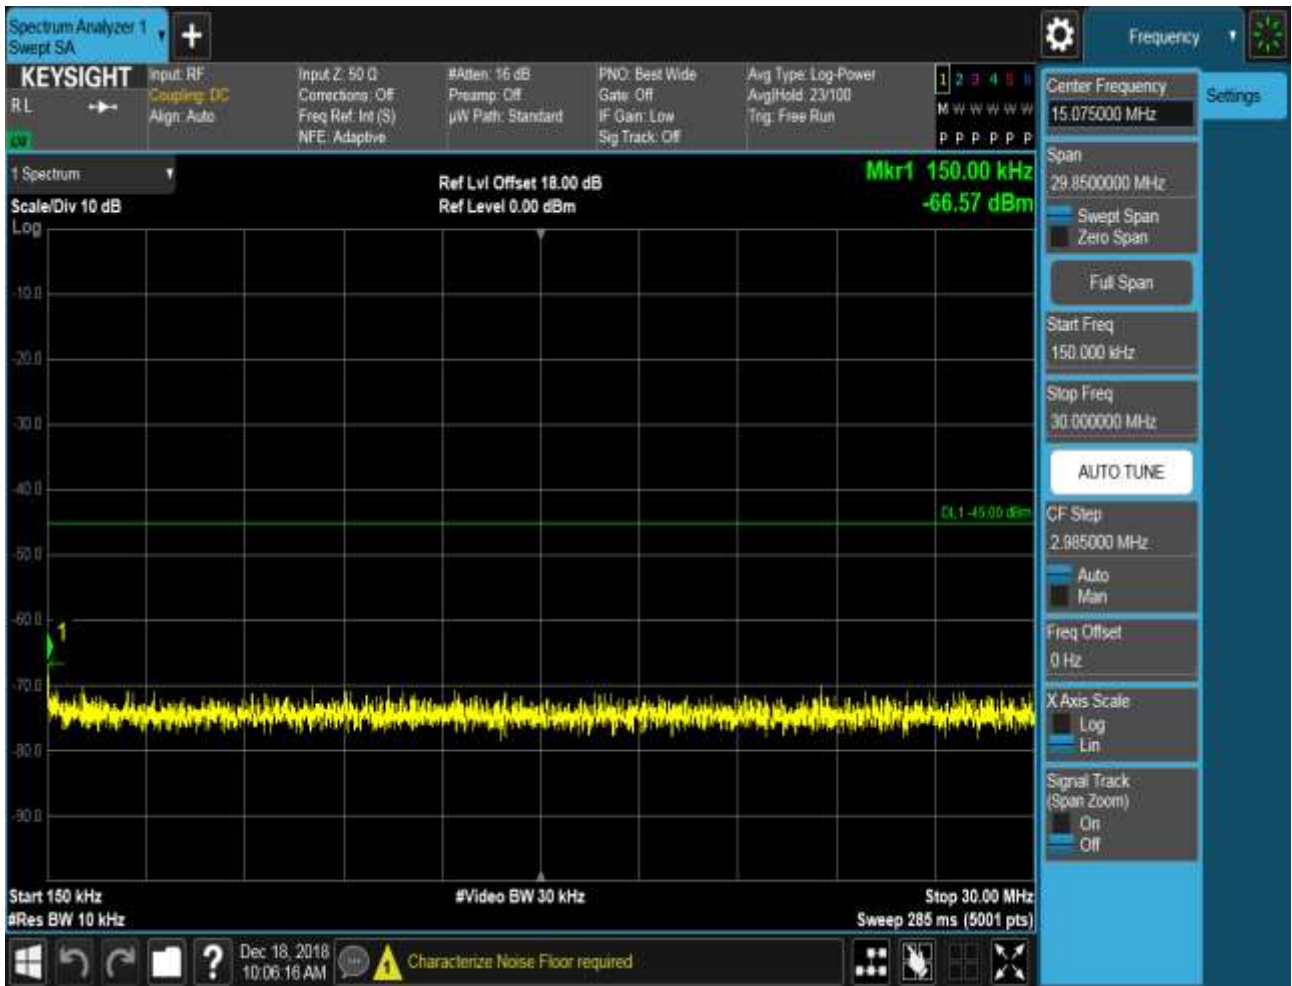 Spectrum Analyzer 1
Swept SA
Frequency
KEYSIGHT
RL
Input: RF
Coupling: DC
Align: Auto
Input Z: 50 Ω
Corrections: Off
Freq Ref: Int (S)
NFE: Adaptive
#Atten: 16 dB
Preamp: Off
µW Path: Standard
PNO: Best Wide
Gate: Off
IF Gain: Low
Sig Track: Off
Avg Type: Log-Power
Avg|Hold: 23/100
Trig: Free Run
1 2 3 4 5 6
M W W W W W
P P P P P P
1 Spectrum
Scale/Div 10 dB
Ref Lvl Offset 18.00 dB
Ref Level 0.00 dBm
Mkr1 150.00 kHz
-66.57 dBm
Log
-10.0
-20.0
-30.0
-40.0
DL1 -45.00 dBm
-50.0
-60.0
1
-70.0
-80.0
-90.0
Start 150 kHz
#Video BW 30 kHz
Stop 30.00 MHz
#Res BW 10 kHz
Sweep 285 ms (5001 pts)
Center Frequency
15.075000 MHz
Settings
Span
29.8500000 MHz
Swept Span
Zero Span
Full Span
Start Freq
150.000 kHz
Stop Freq
30.000000 MHz
AUTO TUNE
CF Step
2.985000 MHz
Auto
Man
Freq Offset
0 Hz
X Axis Scale
Log
Lin
Signal Track
(Span Zoom)
On
Off
?
Dec 18, 2018
10:06:16 AM
1
Characterize Noise Floor required